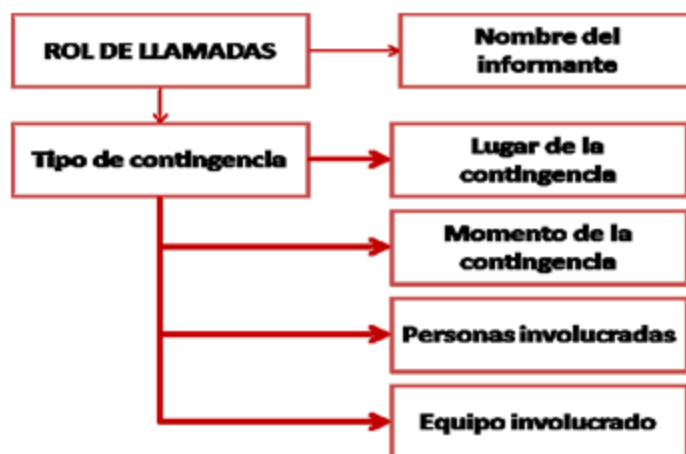 ROL DE LLAMADAS
Nombre del
informante
Tipo de contingencia
Lugar de la
contingencia
Momento de la
contingencia
Personas involucradas
Equipo involucrado